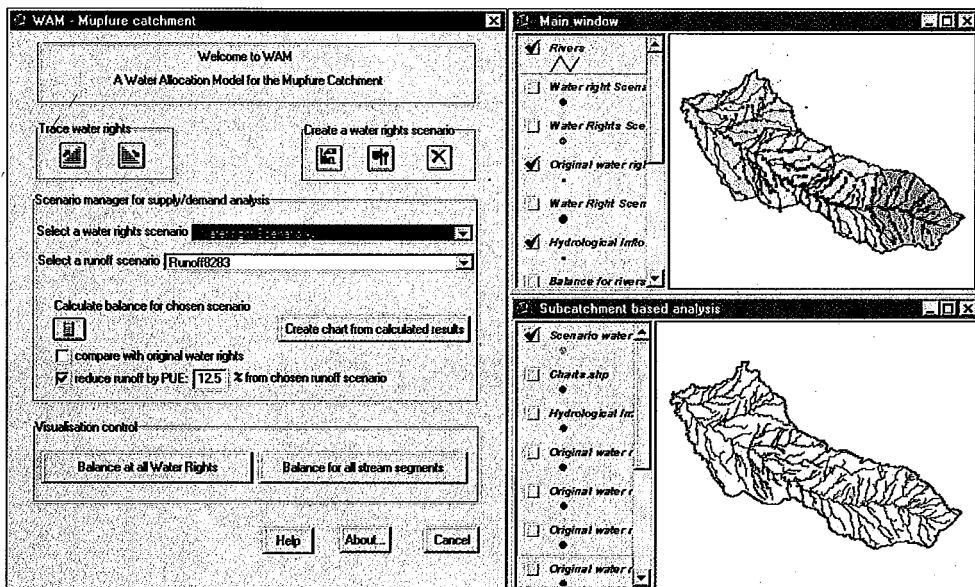 WAM - Mupfure catchment
Welcome to WAM
A Water Allocation Model for the Mupfure Catchment
Trace water rights
Create a water rights scenario
Scenario manager for supply/demand analysis
Select a water rights scenario
Select a runoff scenario Runoff8283
Calculate balance for chosen scenario
Create chart from calculated results
compare with original water rights
reduce runoff by PUE: 12.5 % from chosen runoff scenario
Visualisation control
Balance at all Water Rights
Balance for all stream segments
Help About... Cancel
Main window
Rivers
Water right Scena
Water Rights Sce
Original water righ
Water Right Scen
Hydrological Inflo
Balance for rivers
Subcatchment based analysis
Scenario water
Charts.shp
Hydrological Im
Original water r
Original water r
Original water r
Original water r